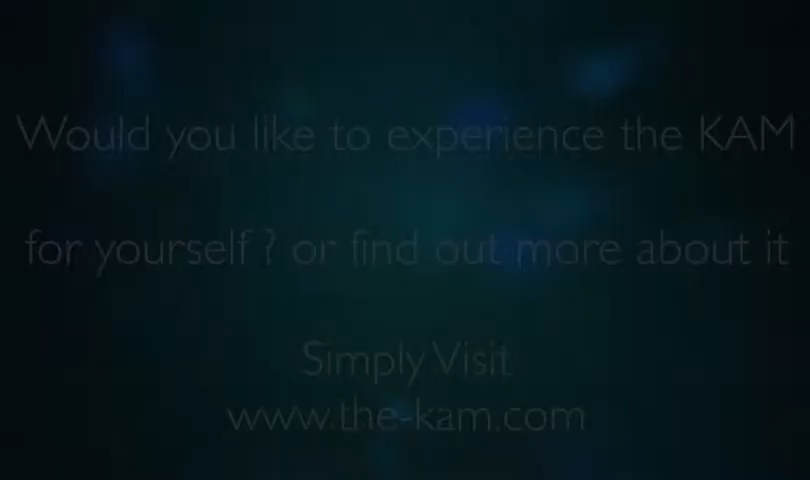 Would you like to experience the KAM
for yourself? or find out more about it
Simply Visit
www.the-kam.com